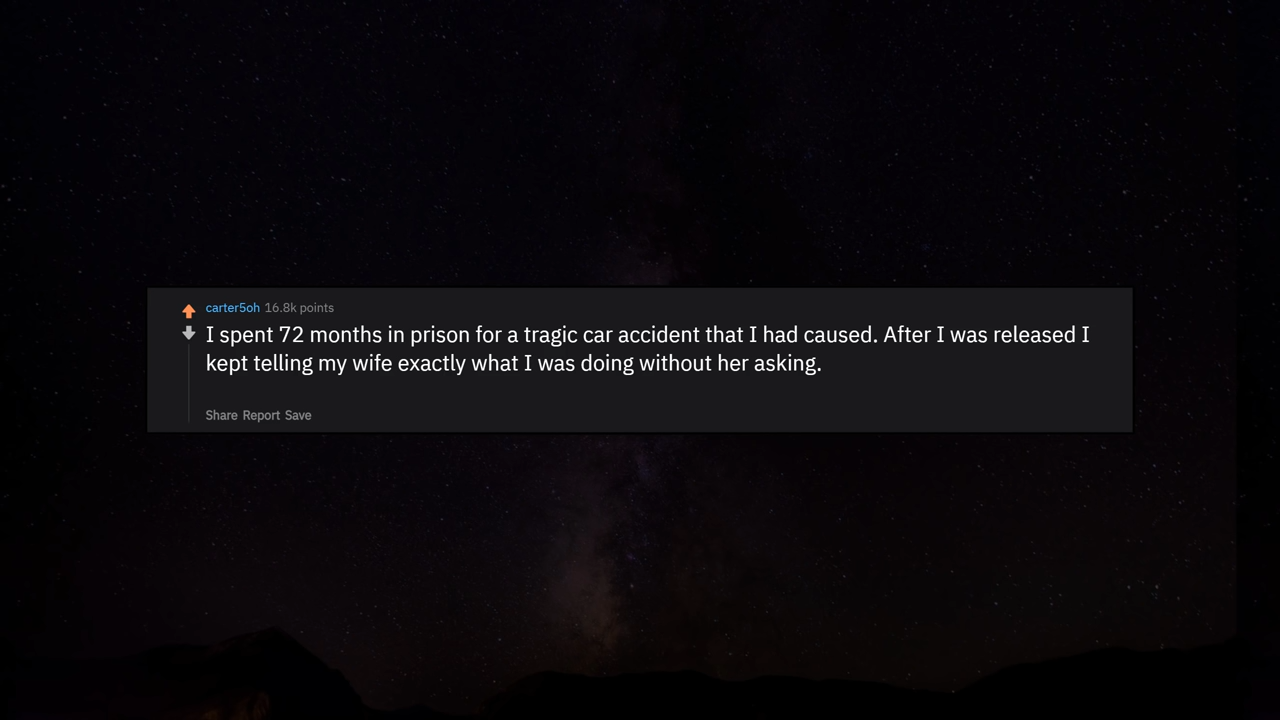 carter5oh 16.8k points
I spent 72 months in prison for a tragic car accident that I had caused. After I was released I
kept telling my wife exactly what I was doing without her asking.
Share Report Save